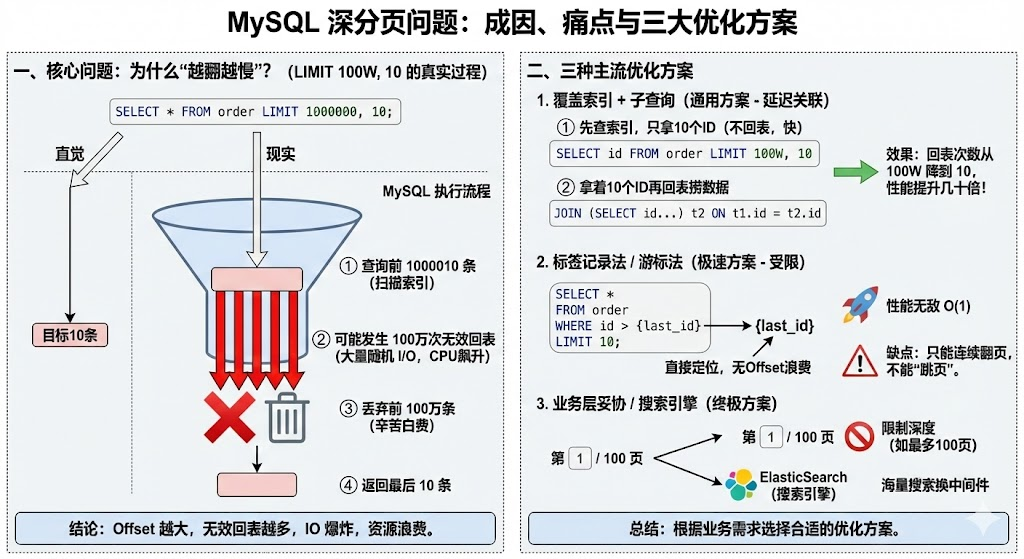 MySQL 深分页问题：成因、痛点与三大优化方案
一、核心问题：为什么“越翻越慢”？（LIMIT 100W, 10 的真实过程）
SELECT * FROM order LIMIT 1000000, 10;
直觉
现实
MySQL 执行流程
① 查询前 1000010 条
（扫描索引）
目标10条
② 可能发生 100万次无效回表
（大量随机 I/O，CPU飙升）
③ 丢弃前 100万条
（辛苦白费）
④ 返回最后 10 条
结论：Offset 越大，无效回表越多，IO 爆炸，资源浪费。
二、三种主流优化方案
1. 覆盖索引 + 子查询（通用方案 - 延迟关联）
① 先查索引，只拿10个ID（不回表，快）
SELECT id FROM order LIMIT 100W, 10
② 拿着10个ID再回表捞数据
JOIN (SELECT id...) t2 ON t1.id = t2.id
效果：回表次数从
100W 降到 10，
性能提升几十倍！
2. 标签记录法 / 游标法（极速方案 - 受限）
SELECT *
FROM order
WHERE id > {last_id}
LIMIT 10;
{last_id}
直接定位，无Offset浪费
性能无敌 O(1)
缺点：只能连续翻页，
不能“跳页”。
3. 业务层妥协 / 搜索引擎（终极方案）
第 1 / 100 页
第 1 / 100 页
限制深度
（如最多100页）
ElasticSearch
（搜索引擎）
海量搜索换中间件
总结：根据业务需求选择合适的优化方案。